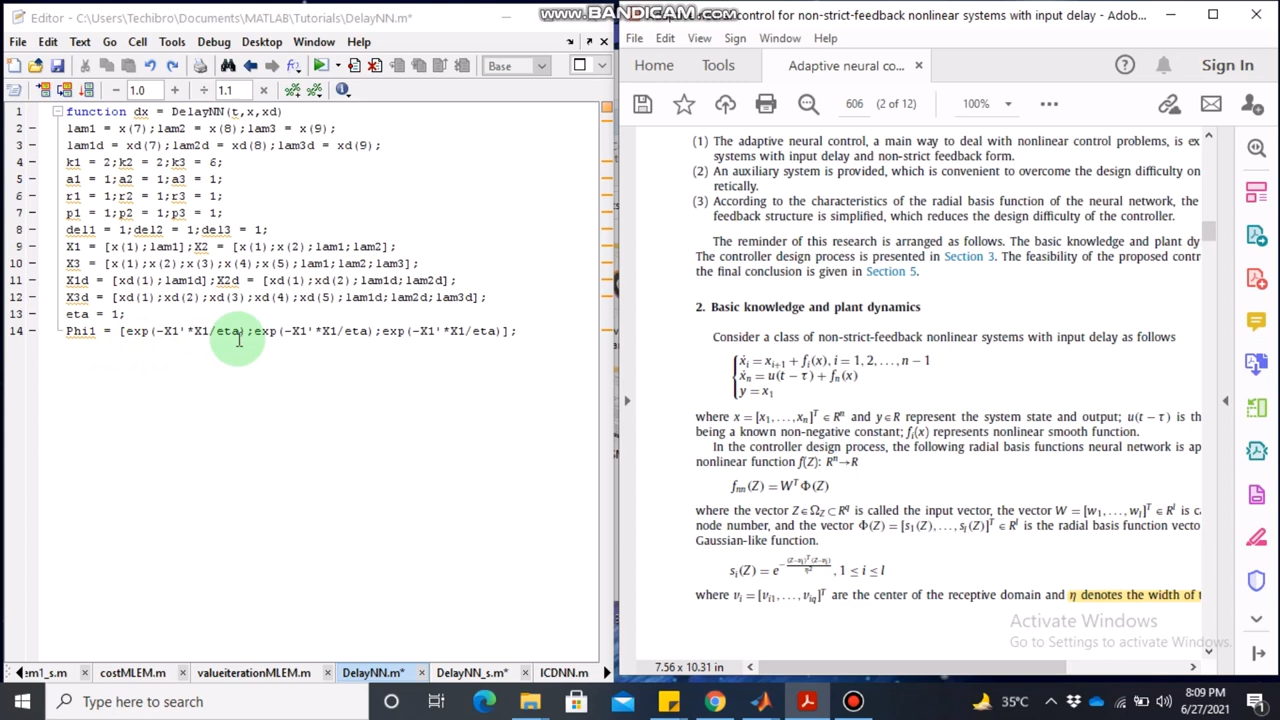 Editor - C:\Users\Techibro\Documents\MATLAB\Tutorials\DelayNN.m*
www.BANDICAM.com
control for non-strict-feedback nonlinear systems with input delay - Adob...
File Edit Text Go Cell Tools Debug Desktop Window Help
File Edit View Sign Window Help
Base
- 1.0 + ÷ 1.1 ×
Home Tools Adaptive neural co... × Sign In
606 (2 of 12) 100%
1 function dx = DelayNN(t,x,xd)
2 lam1 = x(7);lam2 = x(8);lam3 = x(9);
3 lam1d = xd(7);lam2d = xd(8);lam3d = xd(9);
4 k1 = 2;k2 = 2;k3 = 6;
5 a1 = 1;a2 = 1;a3 = 1;
6 r1 = 1;r2 = 1;r3 = 1;
7 p1 = 1;p2 = 1;p3 = 1;
8 del1 = 1;del2 = 1;del3 = 1;
9 X1 = [x(1);lam1];X2 = [x(1);x(2);lam1;lam2];
10 X3 = [x(1);x(2);x(3);x(4);x(5);lam1;lam2;lam3];
11 X1d = [xd(1);lam1d];X2d = [xd(1);xd(2);lam1d;lam2d];
12 X3d = [xd(1);xd(2);xd(3);xd(4);xd(5);lam1d;lam2d;lam3d];
13 eta = 1;
14 Phi1 = [exp(-X1'*X1/eta);exp(-X1'*X1/eta);exp(-X1'*X1/eta)];
(1) The adaptive neural control, a main way to deal with nonlinear control problems, is ex
systems with input delay and non-strict feedback form.
(2) An auxiliary system is provided, which is convenient to overcome the design difficulty on
retically.
(3) According to the characteristics of the radial basis function of the neural network, the
feedback structure is simplified, which reduces the design difficulty of the controller.
The reminder of this research is arranged as follows. The basic knowledge and plant dy
The controller design process is presented in Section 3. The feasibility of the proposed contr
the final conclusion is given in Section 5.
2. Basic knowledge and plant dynamics
Consider a class of non-strict-feedback nonlinear systems with input delay as follows
ẋᵢ = xᵢ₊₁ + fᵢ(x), i = 1, 2, . . . , n − 1
ẋₙ = u(t − τ) + fₙ(x)
y = x₁
where x = [x₁, . . . , xₙ]ᵀ ∈ Rⁿ and y ∈ R represent the system state and output; u(t − τ) is th
being a known non-negative constant; fᵢ(x) represents nonlinear smooth function.
In the controller design process, the following radial basis functions neural network is ap
nonlinear function f(Z): Rⁿ→R
fₙₙ(Z) = WᵀΦ(Z)
where the vector Z∈Ω_Z ⊂ R^q is called the input vector, the vector W = [w₁, . . . , wₗ]ᵀ ∈ Rˡ is c
node number, and the vector Φ(Z) = [s₁(Z), . . . , sₗ(Z)]ᵀ ∈ Rˡ is the radial basis function vecto
Gaussian-like function.
sᵢ(Z) = e^−(Z−νᵢ)ᵀ(Z−νᵢ)/η², 1 ≤ i ≤ l
where νᵢ = [νᵢ₁, . . . , ν_iq]ᵀ are the center of the receptive domain and η denotes the width of
Activate Windows
Go to Settings to activate Windows.
7.56 x 10.31 in
em1_s.m × costMLEM.m × valueiterationMLEM.m × DelayNN.m* × DelayNN_s.m* × ICDNN.m
Type here to search
35°C
8:09 PM
6/27/2021
1